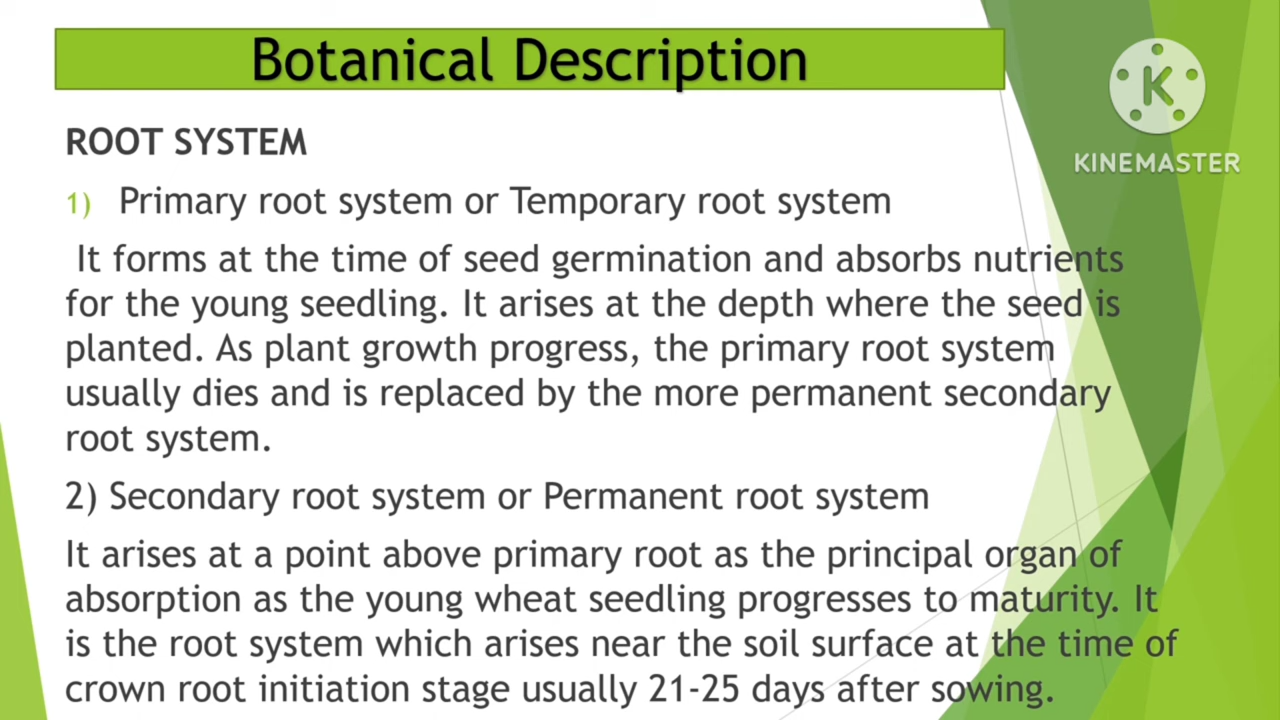 Botanical Description
K
KINEMASTER
ROOT SYSTEM
1) Primary root system or Temporary root system
It forms at the time of seed germination and absorbs nutrients
for the young seedling. It arises at the depth where the seed is
planted. As plant growth progress, the primary root system
usually dies and is replaced by the more permanent secondary
root system.
2) Secondary root system or Permanent root system
It arises at a point above primary root as the principal organ of
absorption as the young wheat seedling progresses to maturity. It
is the root system which arises near the soil surface at the time of
crown root initiation stage usually 21-25 days after sowing.